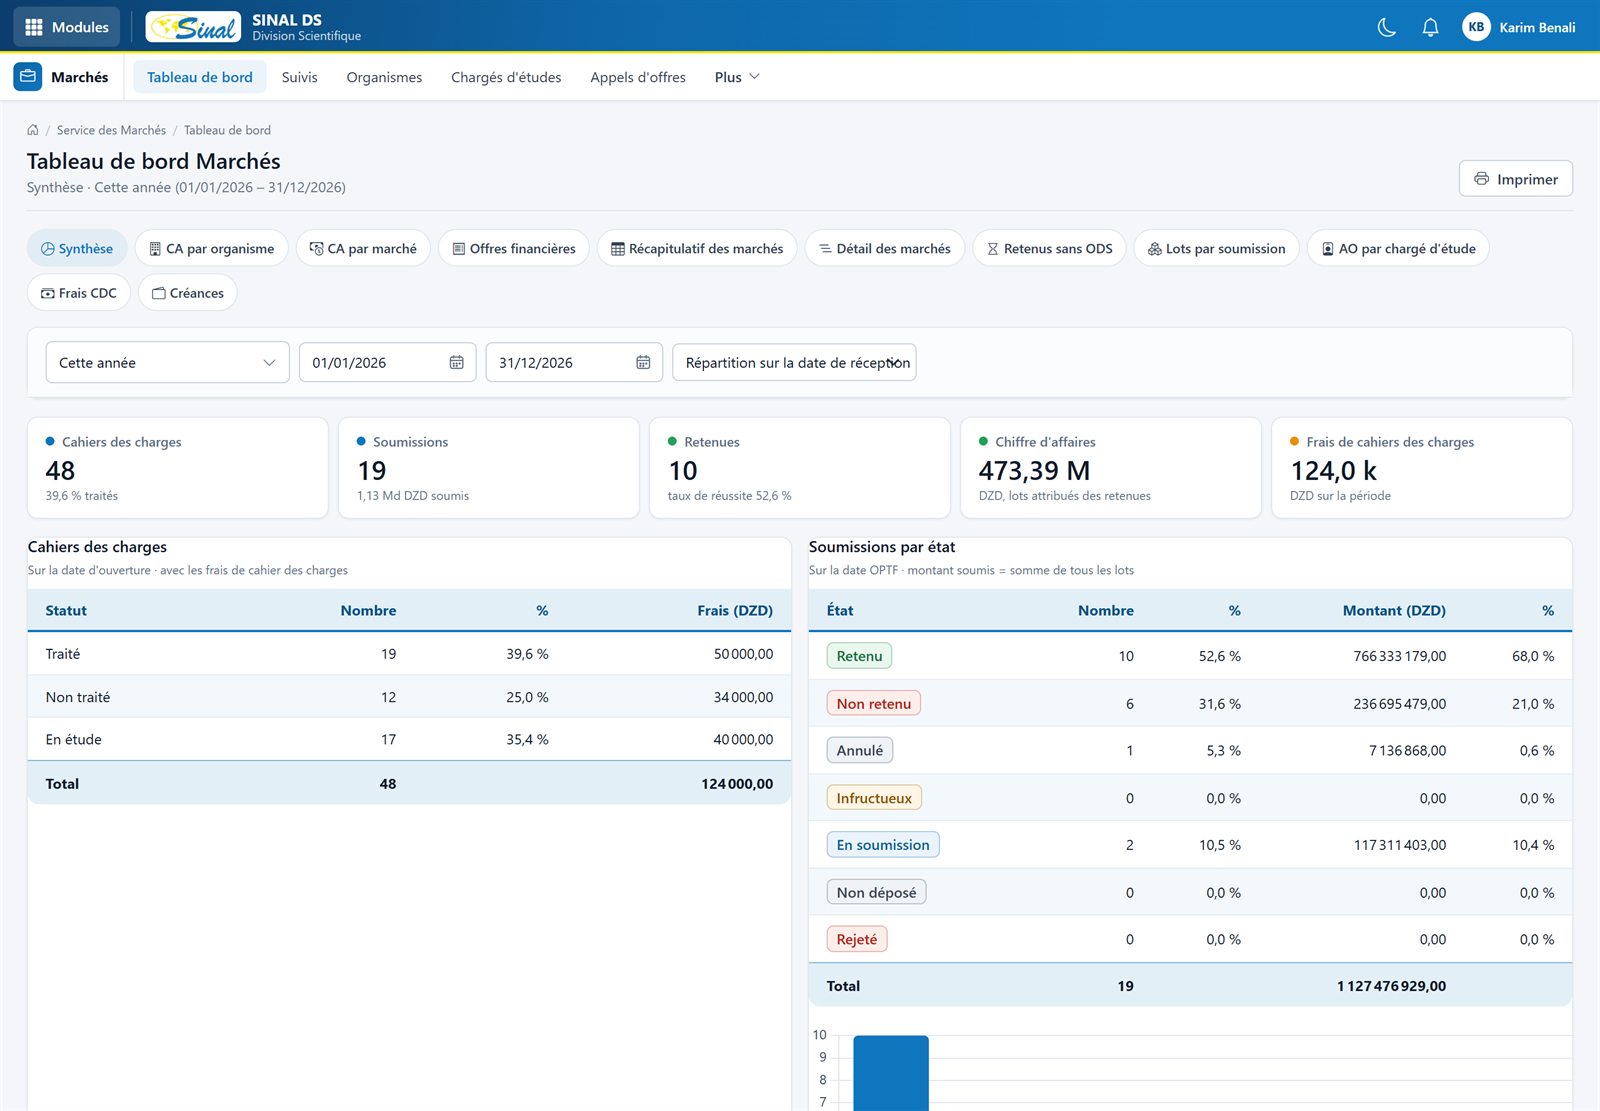 Modules
Sinal
SINAL DS
Division Scientifique
KB
Karim Benali
Marchés
Tableau de bord
Suivis
Organismes
Chargés d'études
Appels d'offres
Plus
/ Service des Marchés / Tableau de bord
Tableau de bord Marchés
Synthèse · Cette année (01/01/2026 – 31/12/2026)
Imprimer
Synthèse
CA par organisme
CA par marché
Offres financières
Récapitulatif des marchés
Détail des marchés
Retenus sans ODS
Lots par soumission
AO par chargé d'étude
Frais CDC
Créances
Cette année
01/01/2026
31/12/2026
Répartition sur la date de réception
Cahiers des charges
48
39,6 % traités
Soumissions
19
1,13 Md DZD soumis
Retenues
10
taux de réussite 52,6 %
Chiffre d'affaires
473,39 M
DZD, lots attribués des retenues
Frais de cahiers des charges
124,0 k
DZD sur la période
Cahiers des charges
Sur la date d'ouverture · avec les frais de cahier des charges
Statut Nombre % Frais (DZD)
Traité 19 39,6 % 50 000,00
Non traité 12 25,0 % 34 000,00
En étude 17 35,4 % 40 000,00
Total 48 124 000,00
Soumissions par état
Sur la date OPTF · montant soumis = somme de tous les lots
État Nombre % Montant (DZD) %
Retenu 10 52,6 % 766 333 179,00 68,0 %
Non retenu 6 31,6 % 236 695 479,00 21,0 %
Annulé 1 5,3 % 7 136 868,00 0,6 %
Infructueux 0 0,0 % 0,00 0,0 %
En soumission 2 10,5 % 117 311 403,00 10,4 %
Non déposé 0 0,0 % 0,00 0,0 %
Rejeté 0 0,0 % 0,00 0,0 %
Total 19 1 127 476 929,00
10
9
8
7